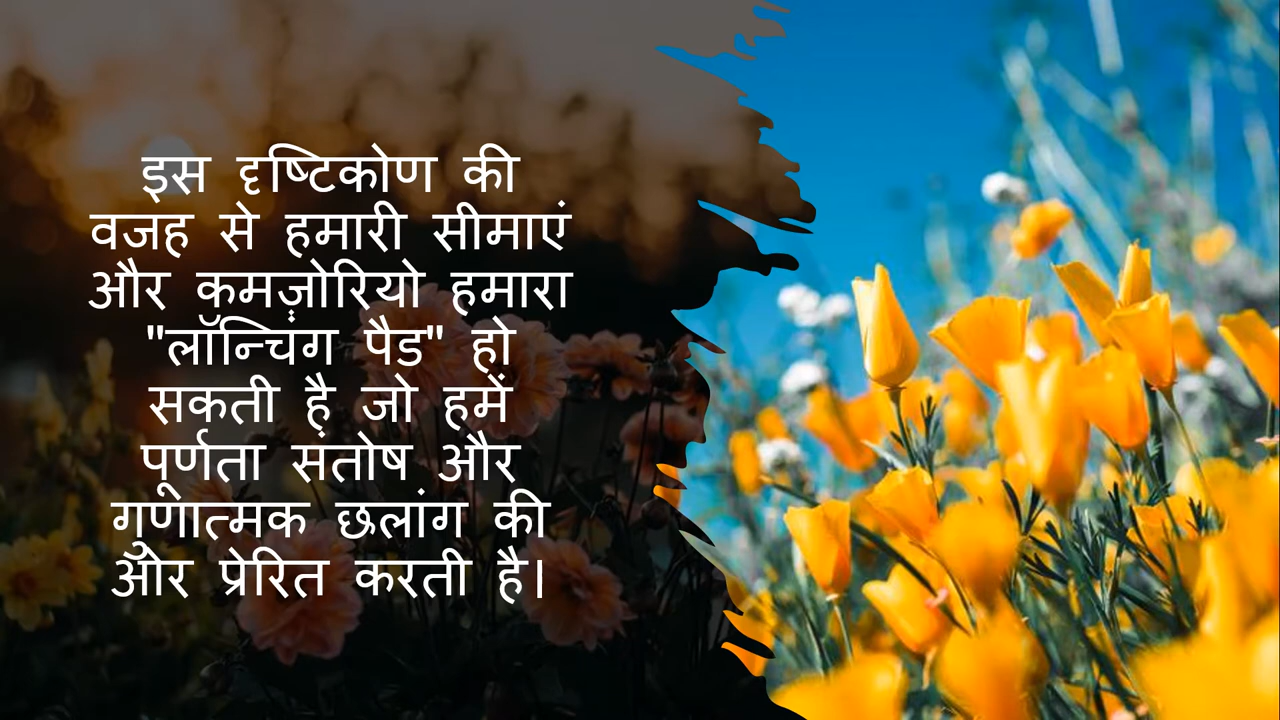 इस दृष्टिकोण की
वजह से हमारी सीमाएं
और कमज़ोरियो हमारा
"लॉन्चिंग पैड" हो
सकती है जो हमें
पूर्णता संतोष और
गुणात्मक छलांग की
ओर प्रेरित करती है।